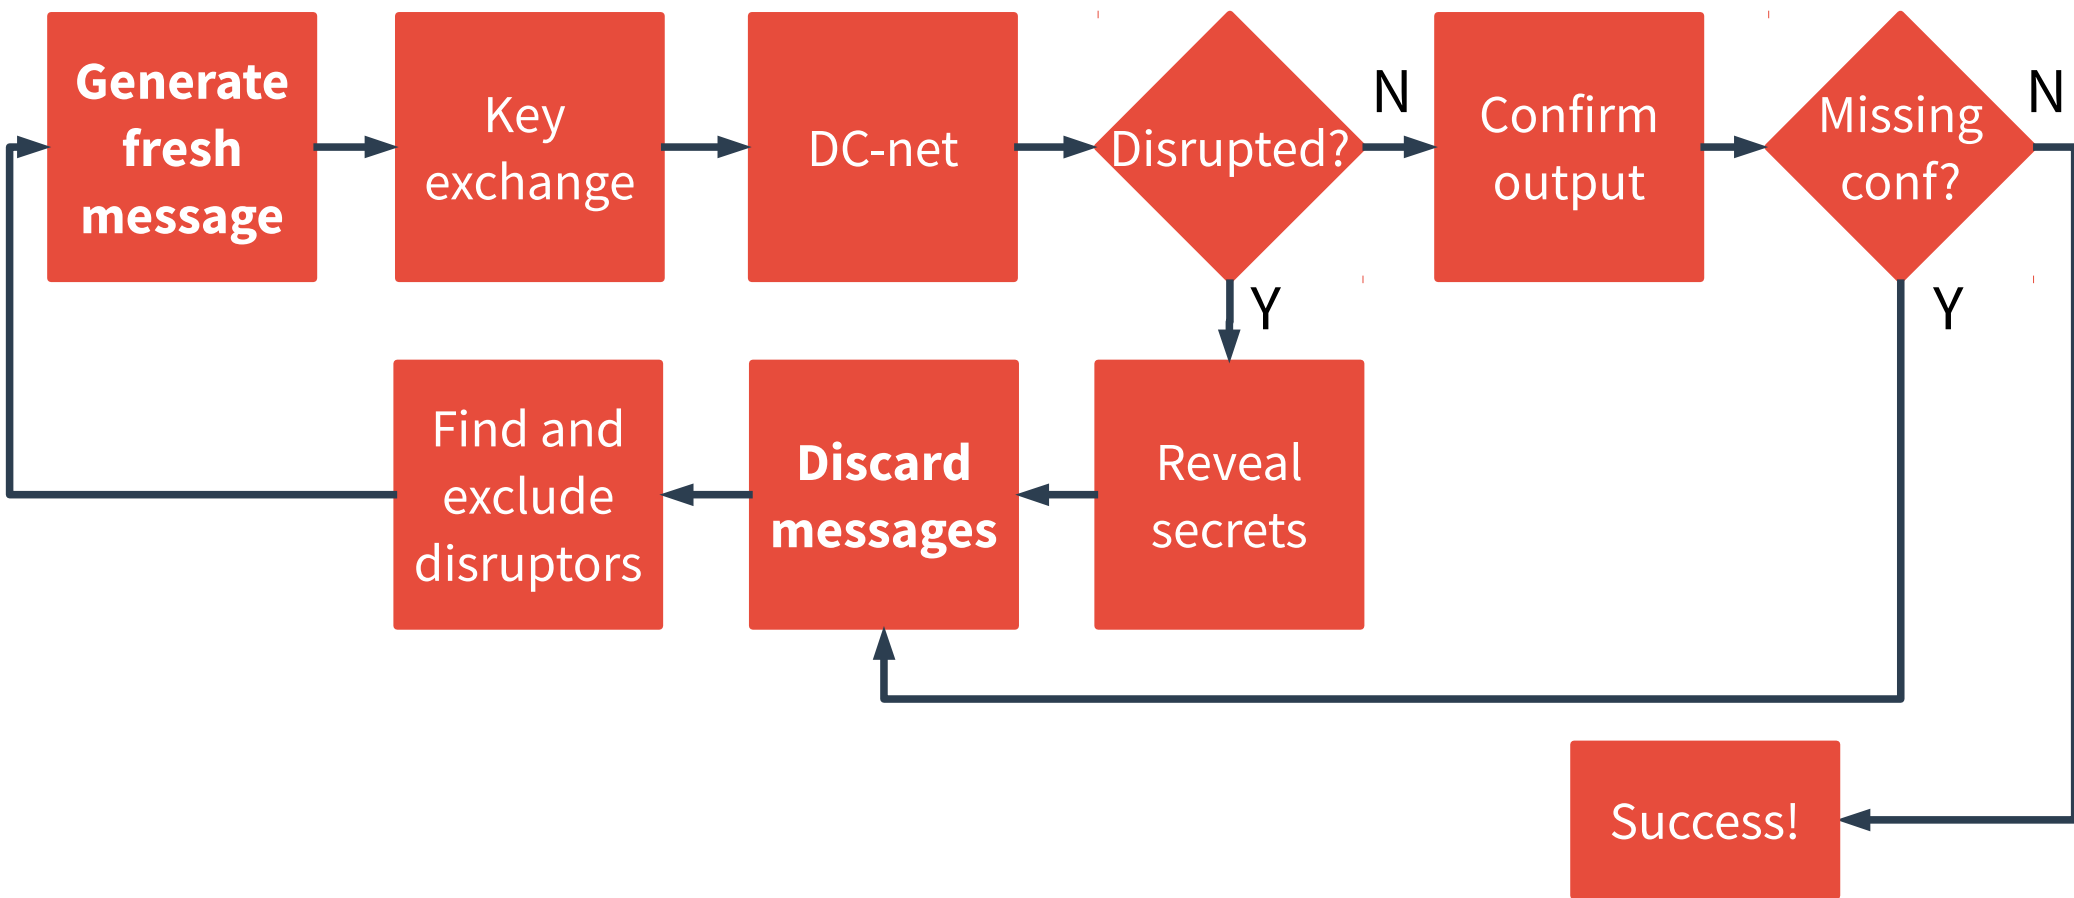 Generate
fresh
message
Key
exchange
DC-net
Disrupted?
N
Confirm
output
Missing
conf?
N
Y
Y
Find and
exclude
disruptors
Discard
messages
Reveal
secrets
Success!